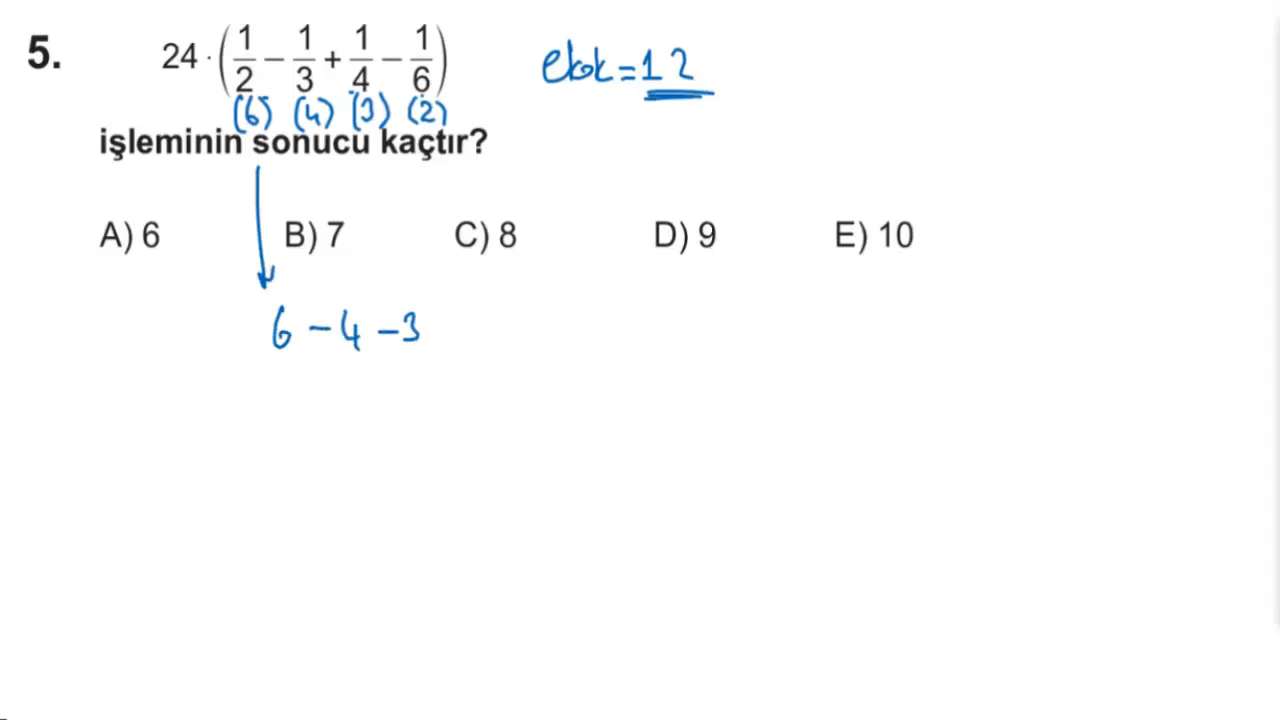 5. 24 · (1/2 − 1/3 + 1/4 − 1/6) ekok = 12
(6) (4) (3) (2)
işleminin sonucu kaçtır?
A) 6 B) 7 C) 8 D) 9 E) 10
6 − 4 − 3